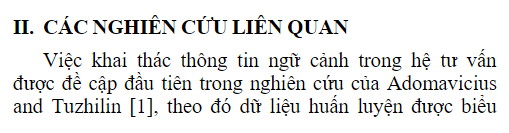 II. CÁC NGHIÊN CỨU LIÊN QUAN
Việc khai thác thông tin ngữ cảnh trong hệ tư vấn
được đề cập đầu tiên trong nghiên cứu của Adomavicius
and Tuzhilin [1], theo đó dữ liệu huấn luyện được biểu